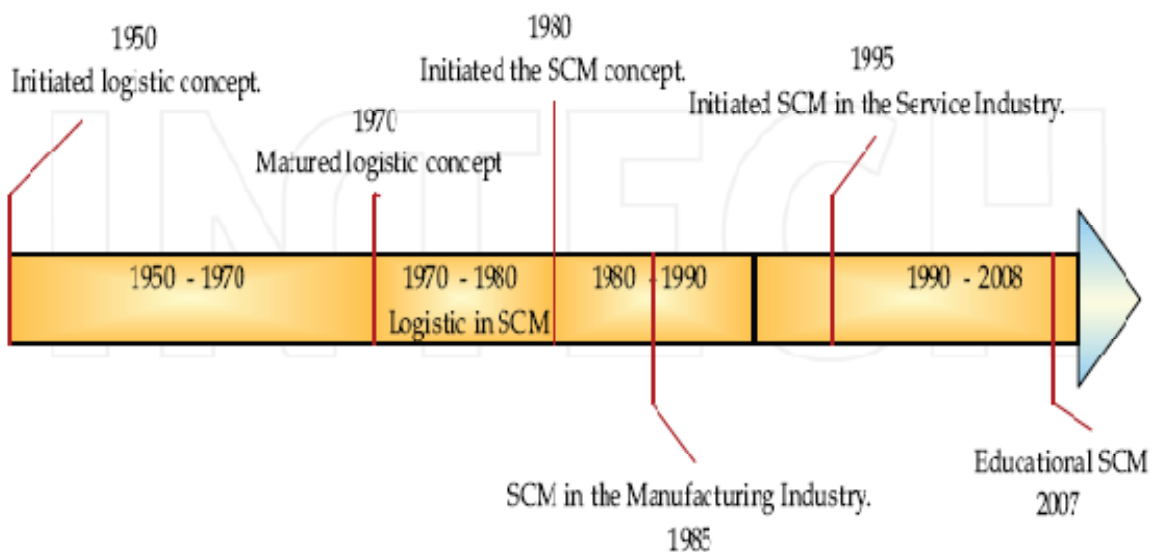 1950
Initiated logistic concept.
1970
Matured logistic concept
1980
Initiated the SCM concept.
1995
Initiated SCM in the Service Industry.
1950 - 1970
1970 - 1980
Logistic in SCM
1980 - 1990
1990 - 2008
SCM in the Manufacturing Industry.
1985
Educational SCM
2007
INTECH